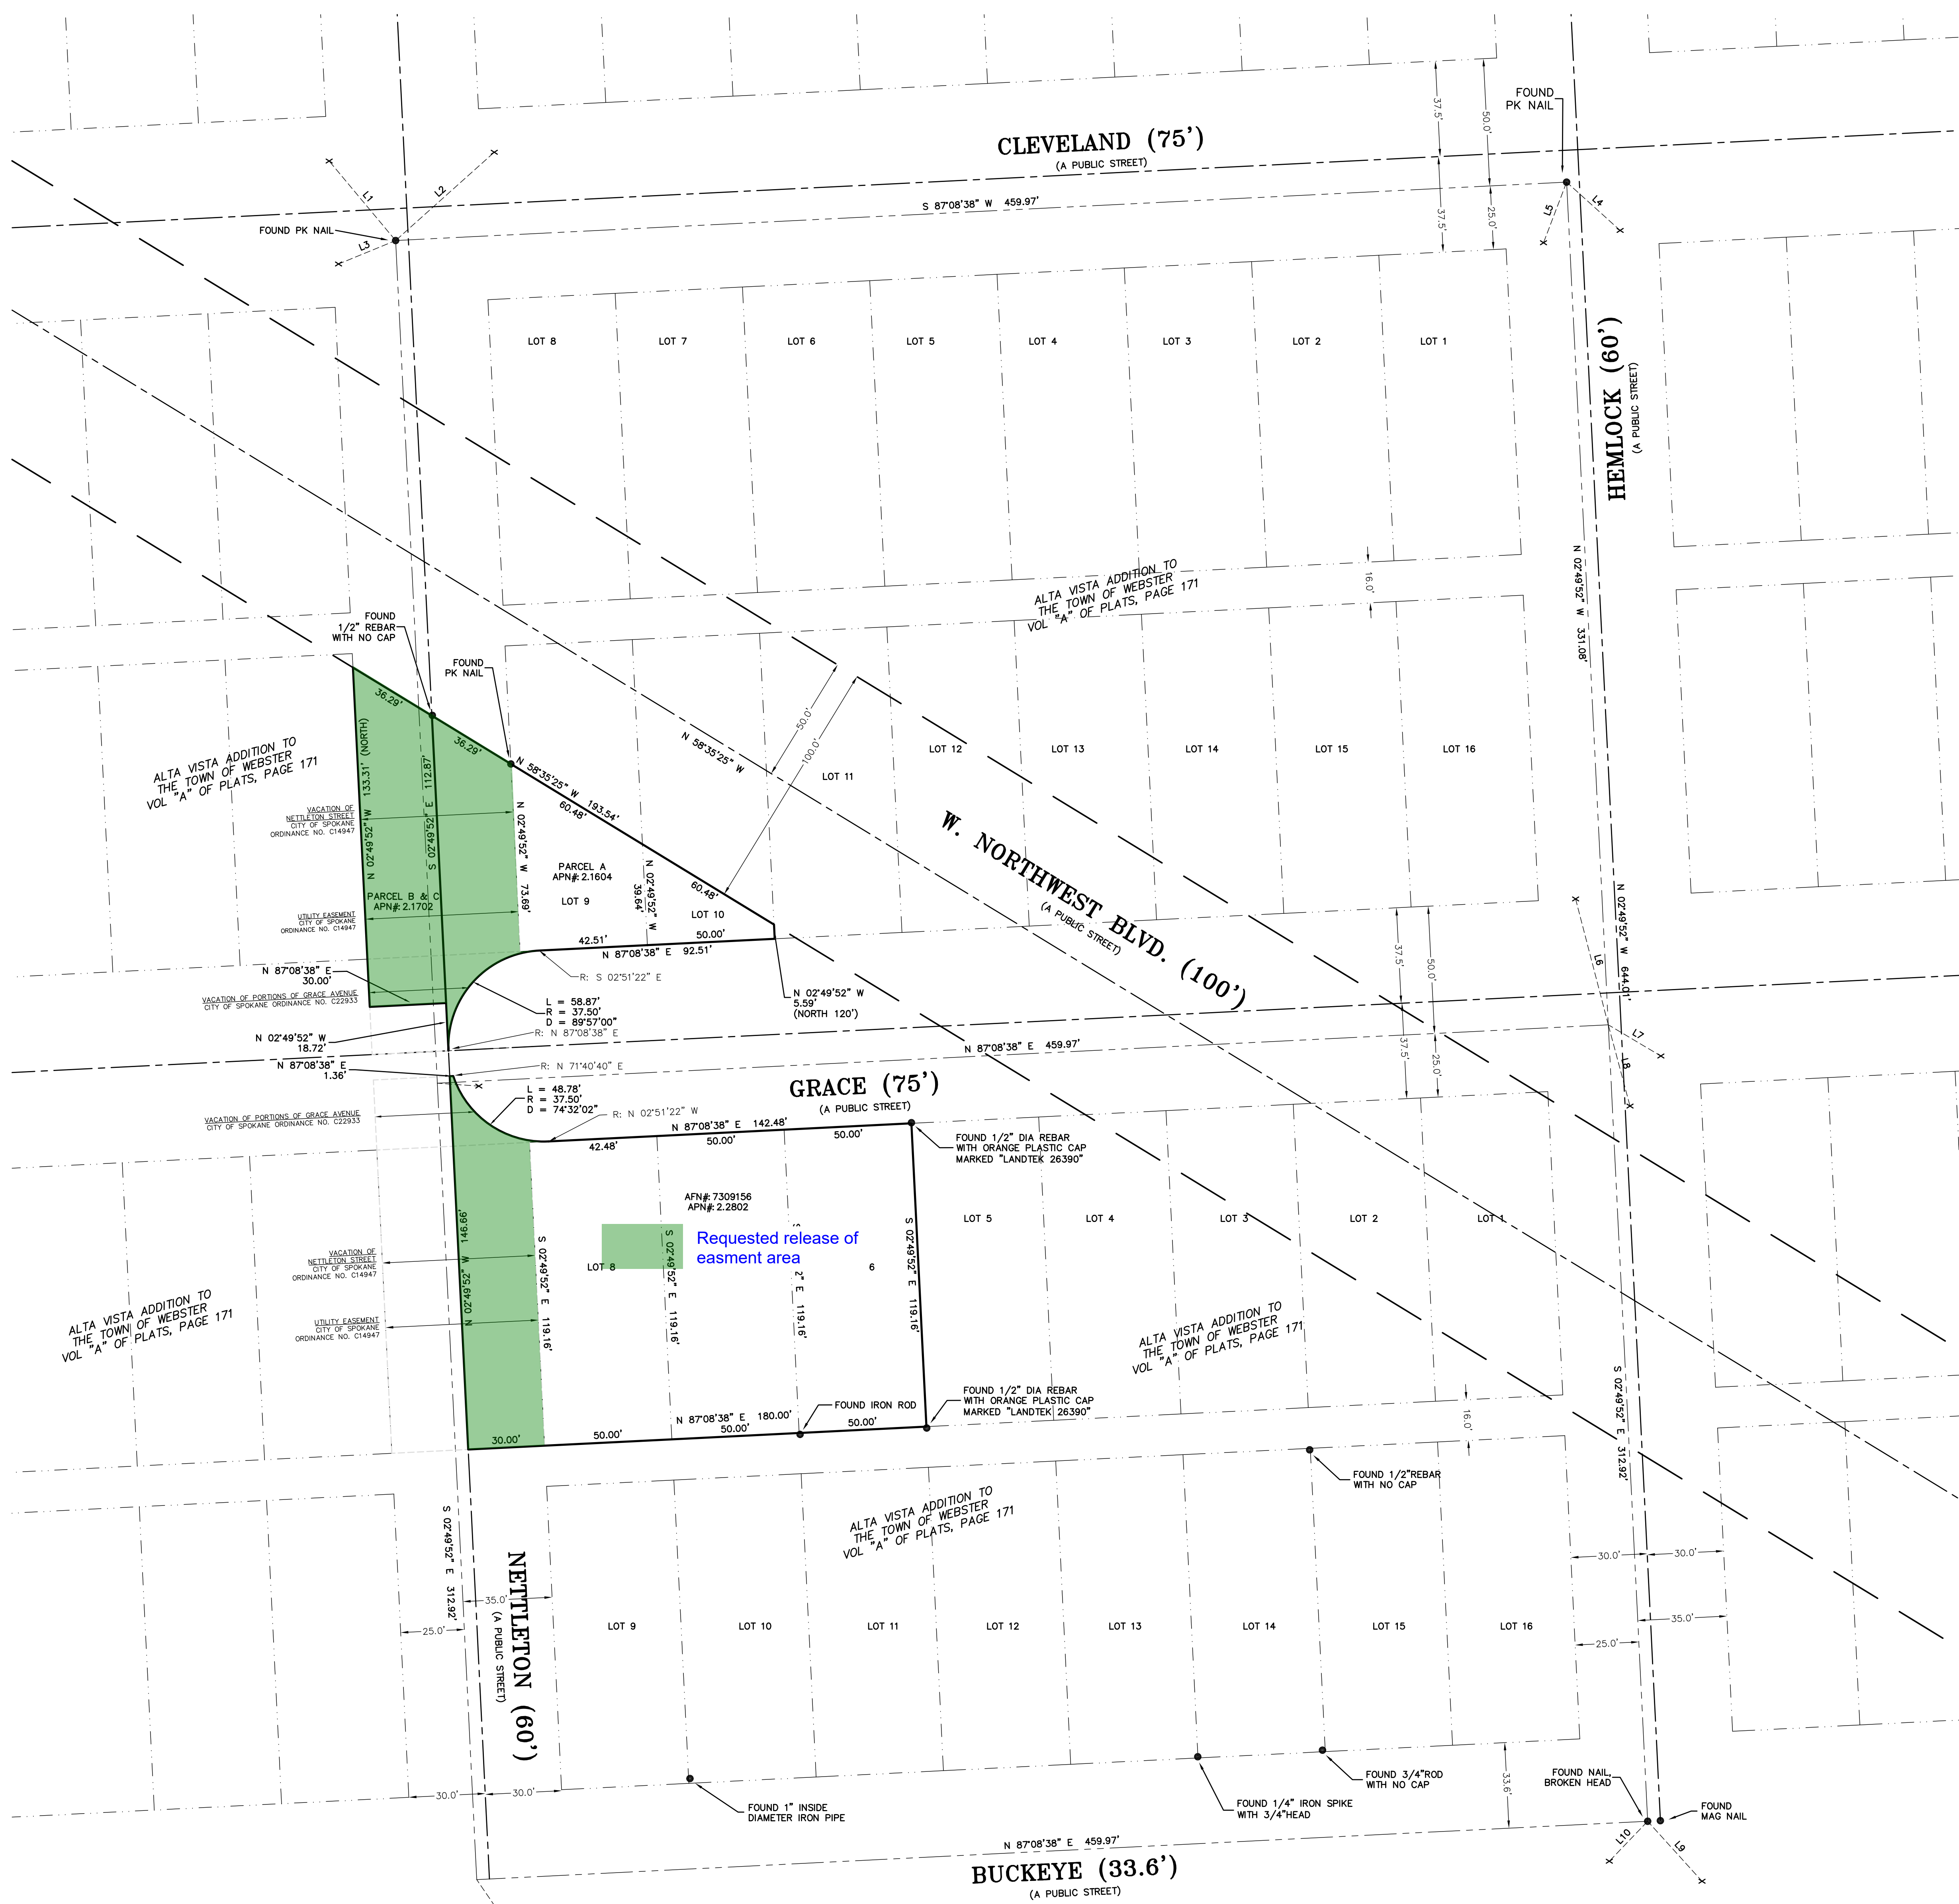 FOUND
PK NAIL
37.5'
50.0'
CLEVELAND (75')
(A PUBLIC STREET)
L1
L2
L3
L4
L5
FOUND PK NAIL
S 87°08'38" W 459.97'
37.5'
25.0'
LOT 8
LOT 7
LOT 6
LOT 5
LOT 4
LOT 3
LOT 2
LOT 1
HEMLOCK (60')
(A PUBLIC STREET)
N 02°49'52" W 331.08'
ALTA VISTA ADDITION TO
THE TOWN OF WEBSTER
VOL "A" OF PLATS, PAGE 171
16.0'
FOUND
1/2" REBAR
WITH NO CAP
FOUND
PK NAIL
36.29'
36.29'
N 58°35'25" W 193.54'
60.48'
60.48'
50.0'
100.0'
N 58°35'25" W
LOT 11
LOT 12
LOT 13
LOT 14
LOT 15
LOT 16
ALTA VISTA ADDITION TO
THE TOWN OF WEBSTER
VOL "A" OF PLATS, PAGE 171
N 02°49'52" W 133.31' (NORTH)
S 02°49'52" E 112.87'
N 02°49'52" W 73.69'
N 02°49'52" W
39.64'
VACATION OF
NETTLETON STREET
CITY OF SPOKANE
ORDINANCE NO. C14947
PARCEL A
APN#: 2.1604
LOT 9
LOT 10
PARCEL B & C
APN#: 2.1702
UTILITY EASEMENT
CITY OF SPOKANE
ORDINANCE NO. C14947
W. NORTHWEST BLVD. (100')
(A PUBLIC STREET)
42.51'
50.00'
N 87°08'38" E 92.51'
R: S 02°51'22" E
N 87°08'38" E
30.00'
VACATION OF PORTIONS OF GRACE AVENUE
CITY OF SPOKANE ORDINANCE NO. C22933
L = 58.87'
R = 37.50'
D = 89°57'00"
N 02°49'52" W
5.59'
(NORTH 120')
R: N 87°08'38" E
N 02°49'52" W
18.72'
N 87°08'38" E
1.36'
R: N 71°40'40" E
37.5'
50.0'
37.5'
25.0'
L6
L7
L8
N 02°49'52" W 644.01'
N 87°08'38" E 459.97'
GRACE (75')
(A PUBLIC STREET)
L = 48.78'
R = 37.50'
D = 74°32'02"
R: N 02°51'22" W
VACATION OF PORTIONS OF GRACE AVENUE
CITY OF SPOKANE ORDINANCE NO. C22933
N 87°08'38" E 142.48'
42.48'
50.00'
50.00'
FOUND 1/2" DIA REBAR
WITH ORANGE PLASTIC CAP
MARKED "LANDTEK 26390"
AFN#: 7309156
APN#: 2.2802
Requested release of
easment area
LOT 8
6
LOT 5
LOT 4
LOT 3
LOT 2
LOT 1
N 02°49'52" W 146.66'
S 02°49'52" E 119.16'
S 02°49'52" E 119.16'
2" E 119.16'
S 02°49'52" E 119.16'
VACATION OF
NETTLETON STREET
CITY OF SPOKANE
ORDINANCE NO. C14947
UTILITY EASEMENT
CITY OF SPOKANE
ORDINANCE NO. C14947
ALTA VISTA ADDITION TO
THE TOWN OF WEBSTER
VOL "A" OF PLATS, PAGE 171
ALTA VISTA ADDITION TO
THE TOWN OF WEBSTER
VOL "A" OF PLATS, PAGE 171
FOUND IRON ROD
FOUND 1/2" DIA REBAR
WITH ORANGE PLASTIC CAP
MARKED "LANDTEK 26390"
N 87°08'38" E 180.00'
30.00'
50.00'
50.00'
50.00'
16.0'
S 02°49'52" E 312.92'
FOUND 1/2"REBAR
WITH NO CAP
ALTA VISTA ADDITION TO
THE TOWN OF WEBSTER
VOL "A" OF PLATS, PAGE 171
S 02°49'52" E 312.92'
NETTLETON (60')
(A PUBLIC STREET)
35.0'
25.0'
30.0'
30.0'
35.0'
25.0'
LOT 9
LOT 10
LOT 11
LOT 12
LOT 13
LOT 14
LOT 15
LOT 16
30.0'
30.0'
FOUND 1" INSIDE
DIAMETER IRON PIPE
FOUND 1/4" IRON SPIKE
WITH 3/4"HEAD
FOUND 3/4"ROD
WITH NO CAP
33.6'
FOUND NAIL,
BROKEN HEAD
FOUND
MAG NAIL
L10
L9
N 87°08'38" E 459.97'
BUCKEYE (33.6')
(A PUBLIC STREET)